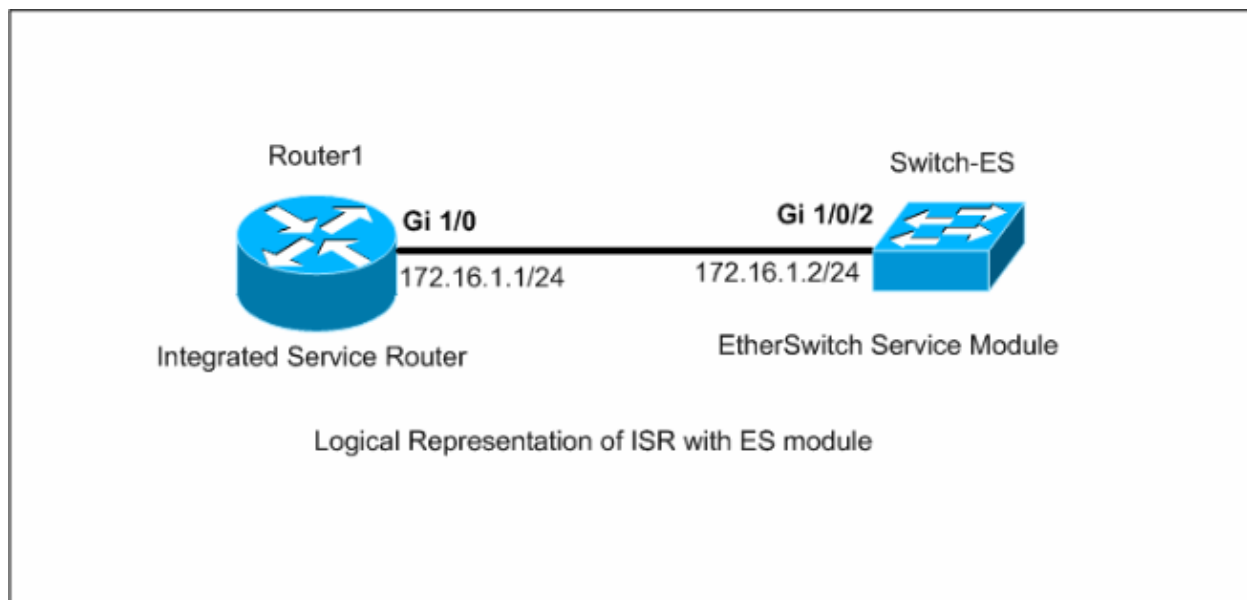 Router1
Switch-ES
Gi 1/0
Gi 1/0/2
172.16.1.1/24
172.16.1.2/24
Integrated Service Router
EtherSwitch Service Module
Logical Representation of ISR with ES module